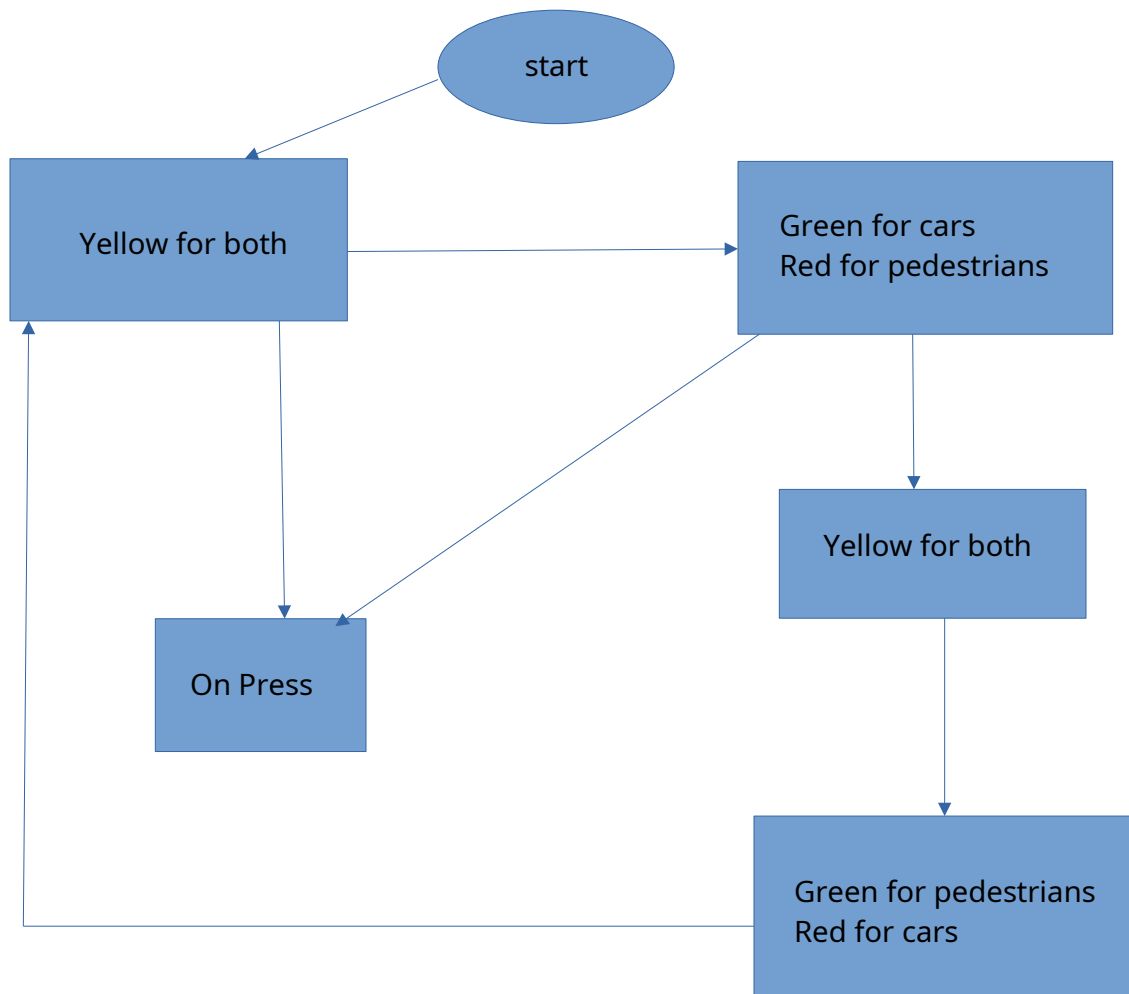 start
Yellow for both
Green for cars
Red for pedestrians
Yellow for both
On Press
Green for pedestrians
Red for cars